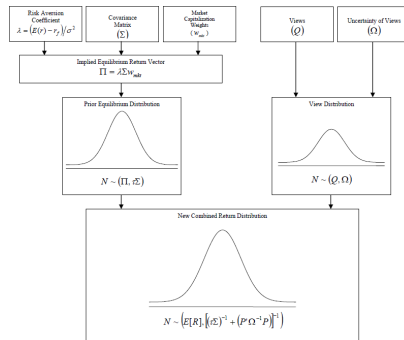 Risk Aversion
Coefficient
λ = (E(r) − r_f)/σ²
Covariance
Matrix
(Σ)
Market
Capitalization
Weights
(w_mkt)
Views
(Q)
Uncertainty of Views
(Ω)
Implied Equilibrium Return Vector
Π = λΣw_mkt
Prior Equilibrium Distribution
N ~ (Π, τΣ)
View Distribution
N ~ (Q, Ω)
New Combined Return Distribution
N ~ (E[R], [(τΣ)⁻¹ + (P'Ω⁻¹P)]⁻¹)